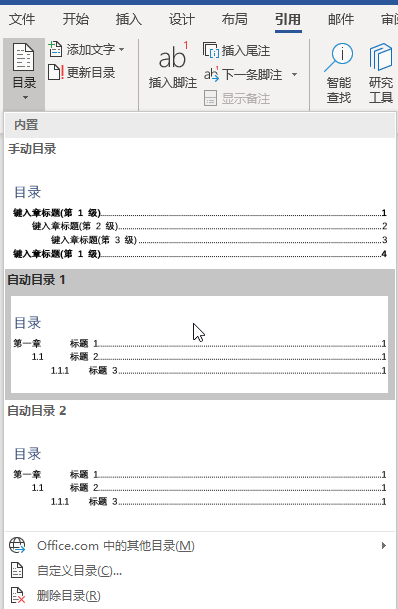 文件 开始 插入 设计 布局 引用 邮件 审阅
目录
添加文字
更新目录
ab¹
插入脚注
插入尾注
下一条脚注
显示备注
智能
查找
研究
工具
内置
手动目录
目录
键入章标题(第 1 级)...1
键入章标题(第 2 级)...2
键入章标题(第 3 级)...3
键入章标题(第 1 级)...4
自动目录 1
目录
第一章 标题 1...1
1.1 标题 2...1
1.1.1 标题 3...1
自动目录 2
目录
第一章 标题 1...1
1.1 标题 2...1
1.1.1 标题 3...1
Office.com 中的其他目录(M)
自定义目录(C)...
删除目录(R)